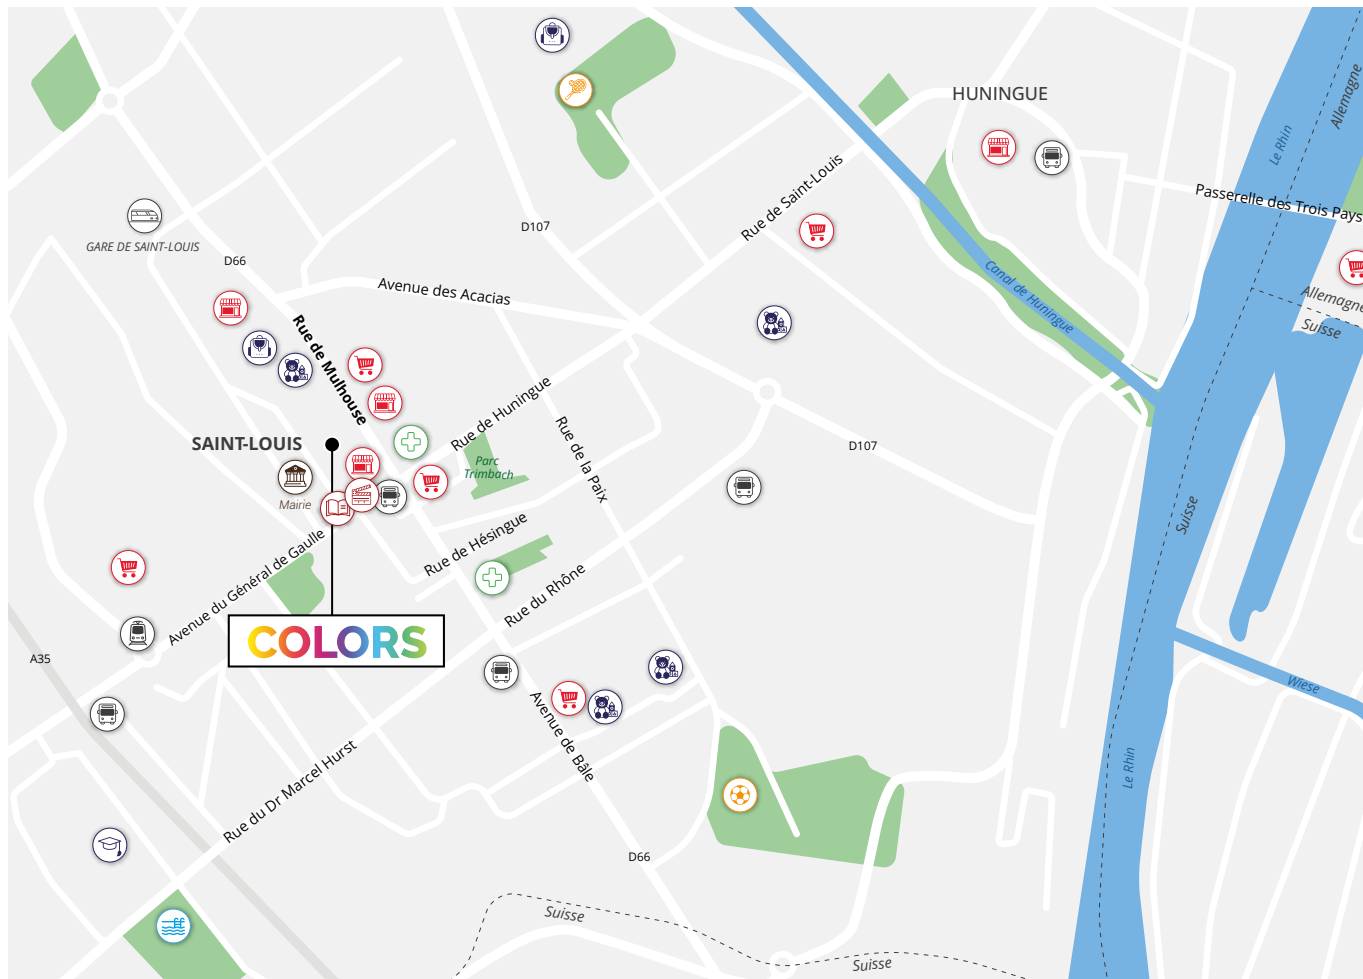 HUNINGUE
Allemagne
Le Rhin
Rue de Saint-Louis
Passerelle des Trois Pays
D107
GARE DE SAINT-LOUIS
D66
Canal de Huningue
Avenue des Acacias
Allemagne
Suisse
Rue de Mulhouse
Rue de Huningue
SAINT-LOUIS
Rue de la Paix
D107
Parc
Trimbach
Mairie
Suisse
Rue de Hésingue
Avenue du Général de Gaulle
Rue du Rhône
COLORS
A35
Wiese
Avenue de Bâle
Le Rhin
Rue du Dr Marcel Hurst
D66
Suisse
Suisse